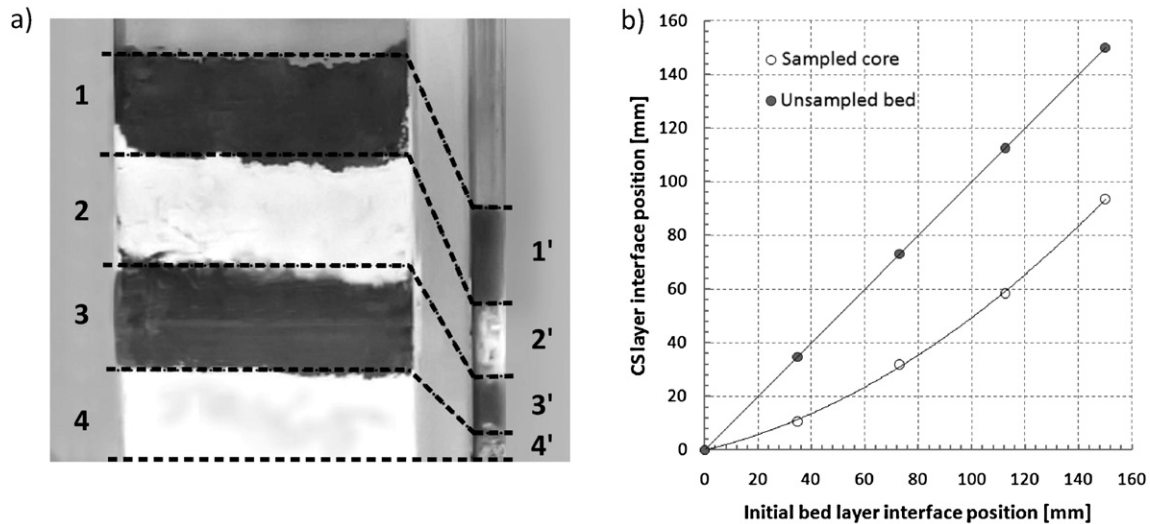 a)
1
2
3
4
1'
2'
3'
4'
b)
CS layer interface position [mm]
160
140
120
100
80
60
40
20
0
Sampled core
Unsampled bed
0 20 40 60 80 100 120 140 160
Initial bed layer interface position [mm]